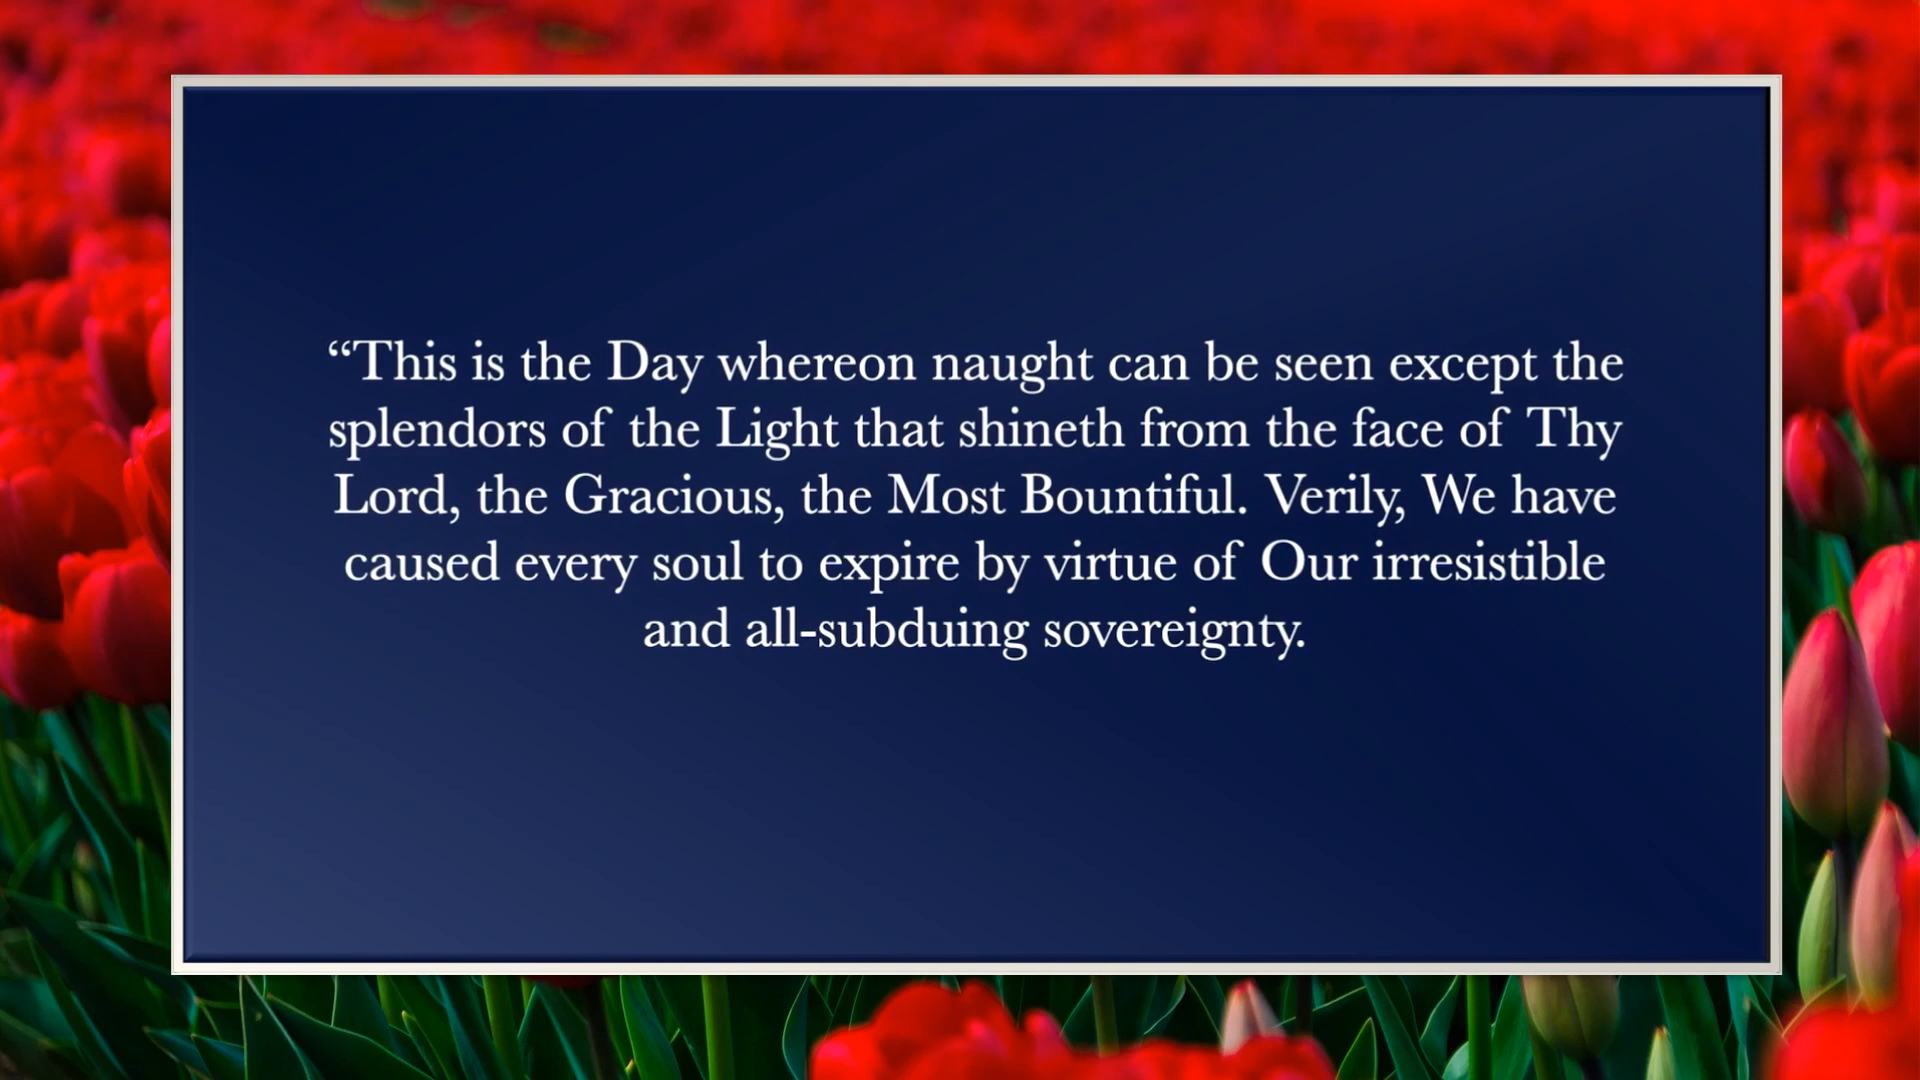 “This is the Day whereon naught can be seen except the
splendors of the Light that shineth from the face of Thy
Lord, the Gracious, the Most Bountiful. Verily, We have
caused every soul to expire by virtue of Our irresistible
and all-subduing sovereignty.